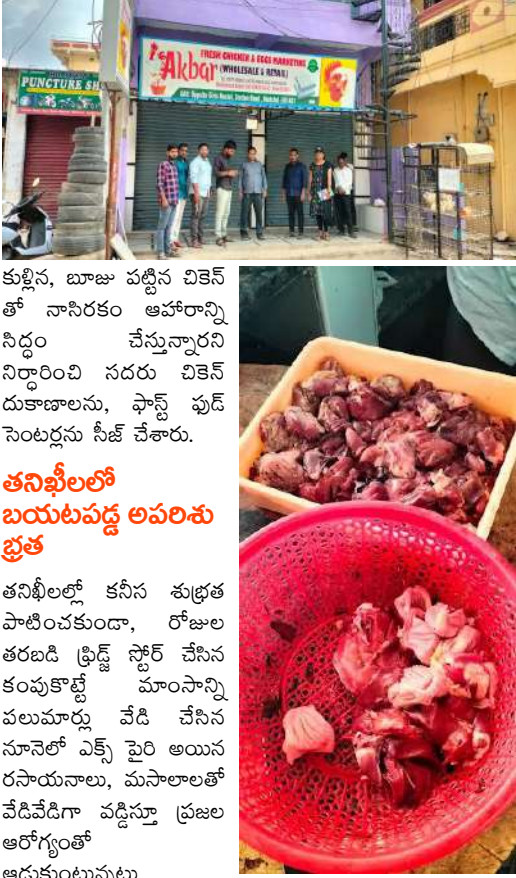 PUNCTURE SH
FRESH CHICKEN & EGGS MARKETING
Akbar (WHOLESALE & RETAIL)
కుళ్లిన, బూజు పట్టిన చికెన్
తో నాసిరకం ఆహారాన్ని
సిద్ధం చేస్తున్నారని
నిర్ధారించి సదరు చికెన్
దుకాణాలను, ఫాస్ట్ ఫుడ్
సెంటర్లను సీజ్ చేశారు.
తనిఖీలలో
బయటపడ్డ అపరిశు
భ్రత
తనిఖీలల్లో కనీస శుభ్రత
పాటించకుండా, రోజుల
తరబడి ఫ్రిడ్జ్ స్టోర్ చేసిన
కంపుకొట్టే మాంసాన్ని
పలుమార్లు వేడి చేసిన
నూనెలో ఎక్స్ పైరి అయిన
రసాయనాలు, మసాలాలతో
వేడివేడిగా వడ్డిస్తూ ప్రజల
ఆరోగ్యంతో
ఆడుకుంటున్నట్లు